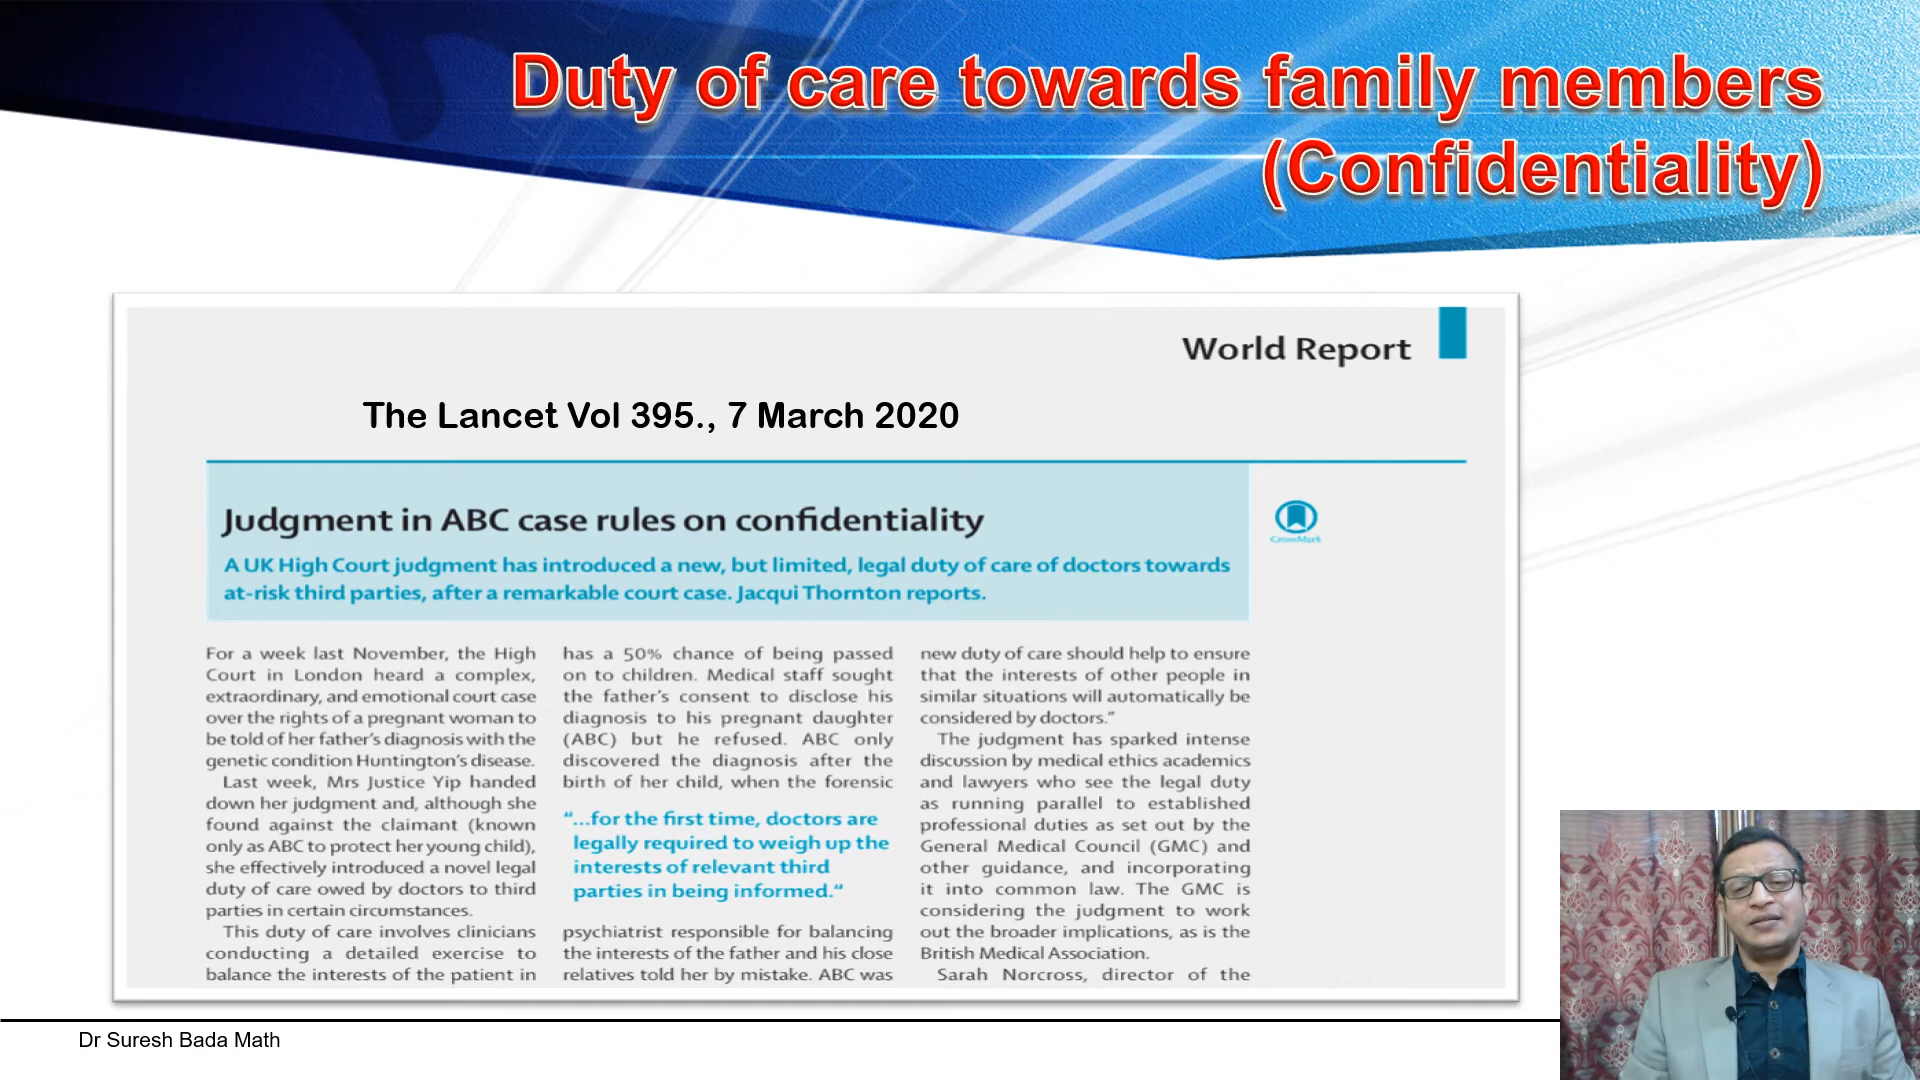 Duty of care towards family members
(Confidentiality)
World Report
The Lancet Vol 395., 7 March 2020
Judgment in ABC case rules on confidentiality
A UK High Court judgment has introduced a new, but limited, legal duty of care of doctors towards
at-risk third parties, after a remarkable court case. Jacqui Thornton reports.
CrossMark
For a week last November, the High
Court in London heard a complex,
extraordinary, and emotional court case
over the rights of a pregnant woman to
be told of her father's diagnosis with the
genetic condition Huntington's disease.
Last week, Mrs Justice Yip handed
down her judgment and, although she
found against the claimant (known
only as ABC to protect her young child),
she effectively introduced a novel legal
duty of care owed by doctors to third
parties in certain circumstances.
This duty of care involves clinicians
conducting a detailed exercise to
balance the interests of the patient in
has a 50% chance of being passed
on to children. Medical staff sought
the father's consent to disclose his
diagnosis to his pregnant daughter
(ABC) but he refused. ABC only
discovered the diagnosis after the
birth of her child, when the forensic
“...for the first time, doctors are
legally required to weigh up the
interests of relevant third
parties in being informed.“
psychiatrist responsible for balancing
the interests of the father and his close
relatives told her by mistake. ABC was
new duty of care should help to ensure
that the interests of other people in
similar situations will automatically be
considered by doctors.”
The judgment has sparked intense
discussion by medical ethics academics
and lawyers who see the legal duty
as running parallel to established
professional duties as set out by the
General Medical Council (GMC) and
other guidance, and incorporating
it into common law. The GMC is
considering the judgment to work
out the broader implications, as is the
British Medical Association.
Sarah Norcross, director of the
Dr Suresh Bada Math